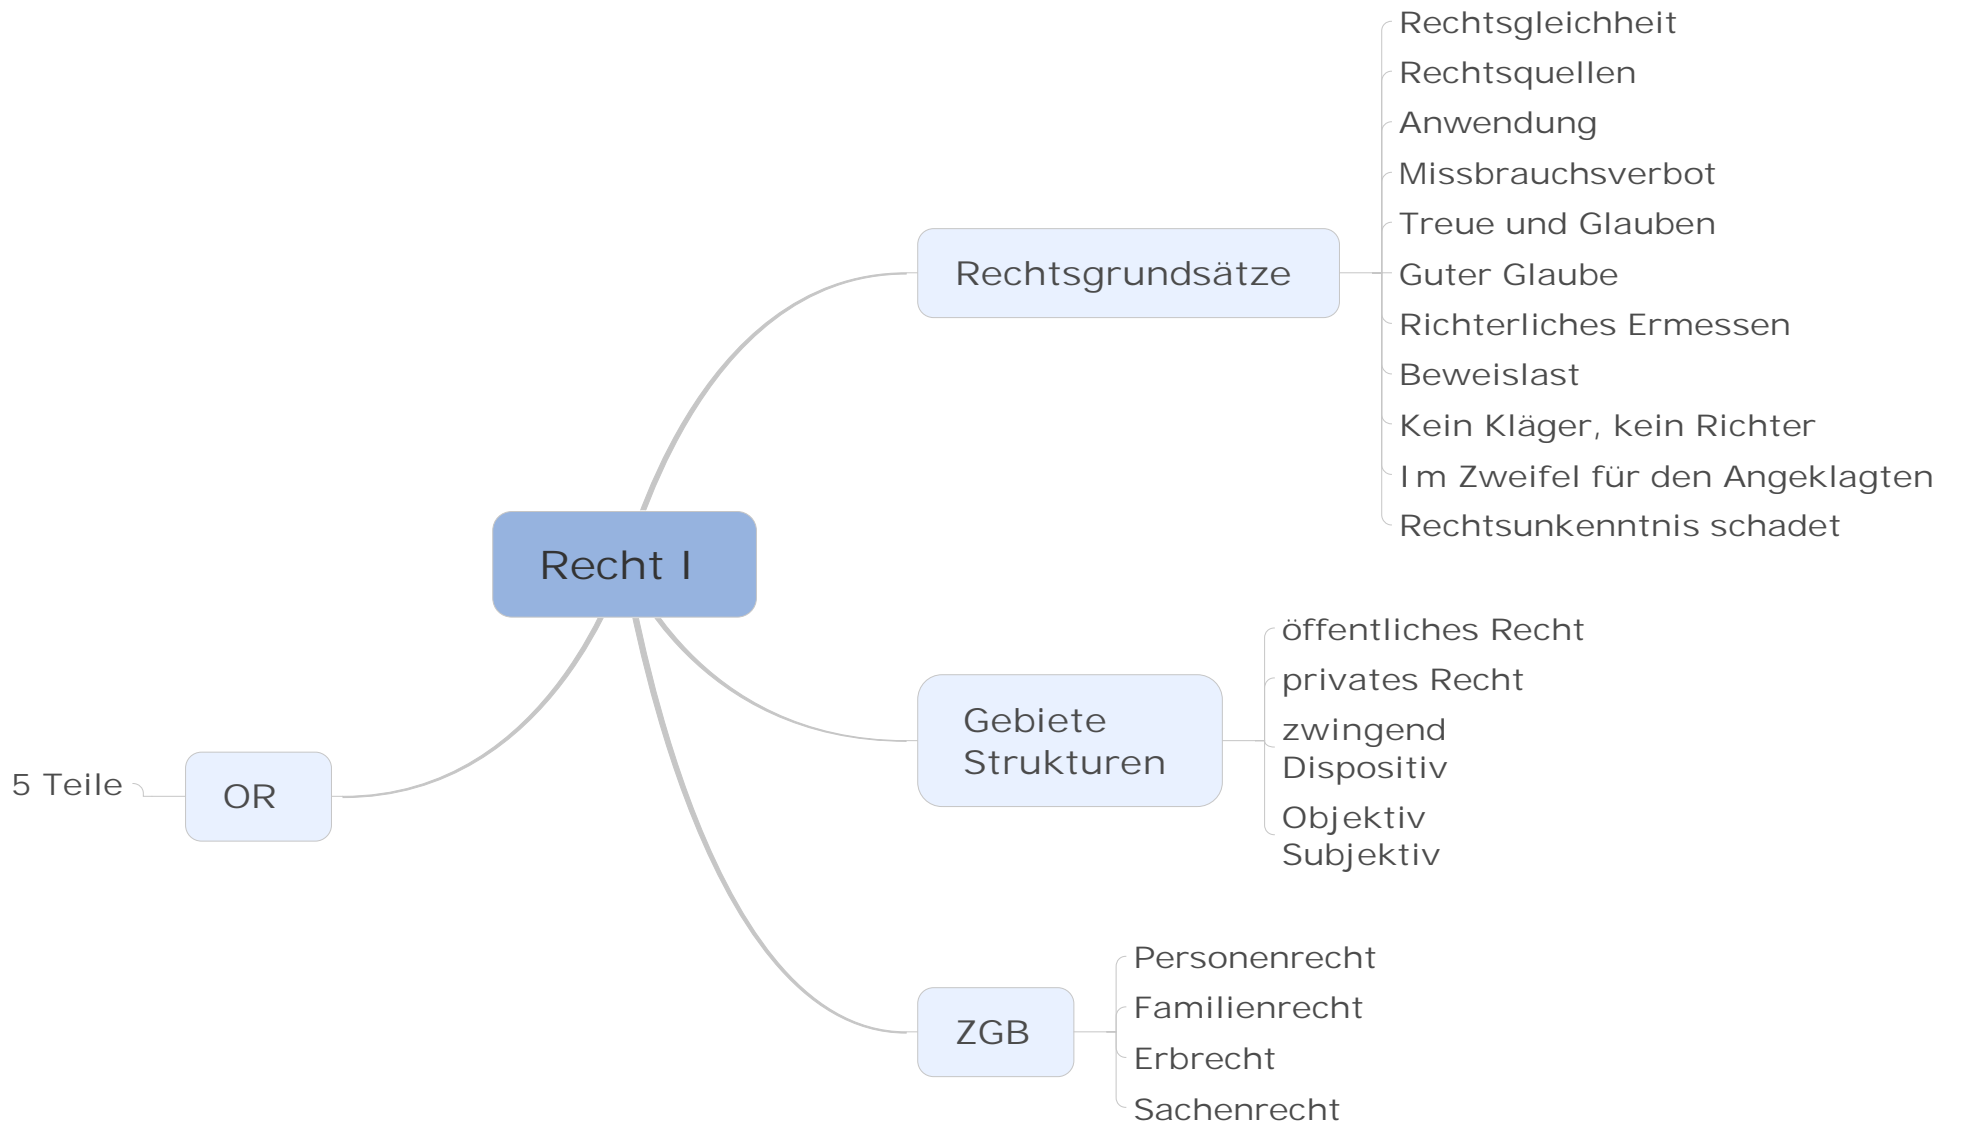 Recht I
Rechtsgrundsätze
Rechtsgleichheit
Rechtsquellen
Anwendung
Missbrauchsverbot
Treue und Glauben
Guter Glaube
Richterliches Ermessen
Beweislast
Kein Kläger, kein Richter
Im Zweifel für den Angeklagten
Rechtsunkenntnis schadet
Gebiete
Strukturen
öffentliches Recht
privates Recht
zwingend
Dispositiv
Objektiv
Subjektiv
ZGB
Personenrecht
Familienrecht
Erbrecht
Sachenrecht
OR
5 Teile